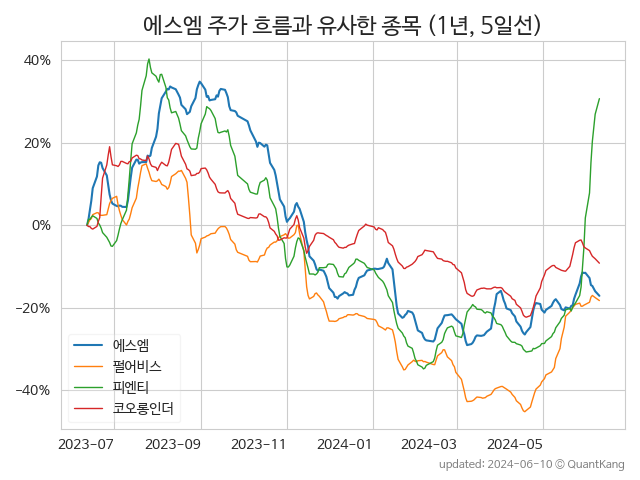 에스엠 주가 흐름과 유사한 종목 (1년, 5일선)
40%
20%
0%
−20%
−40%
에스엠
펄어비스
피엔티
코오롱인더
2023-07 2023-09 2023-11 2024-01 2024-03 2024-05
updated: 2024-06-10 © QuantKang